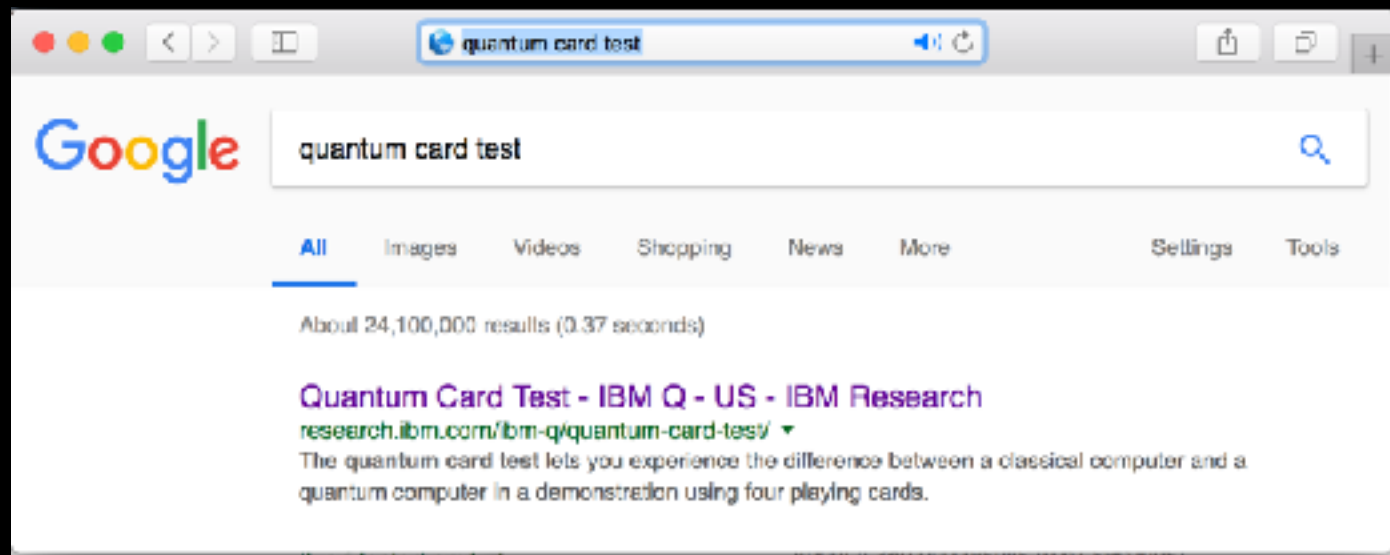 quantum card test
Google
quantum card test
All Images Videos Shopping News More Settings Tools
About 24,100,000 results (0.37 seconds)
Quantum Card Test - IBM Q - US - IBM Research
research.ibm.com/ibm-q/quantum-card-test/
The quantum card test lets you experience the difference between a classical computer and a
quantum computer in a demonstration using four playing cards.